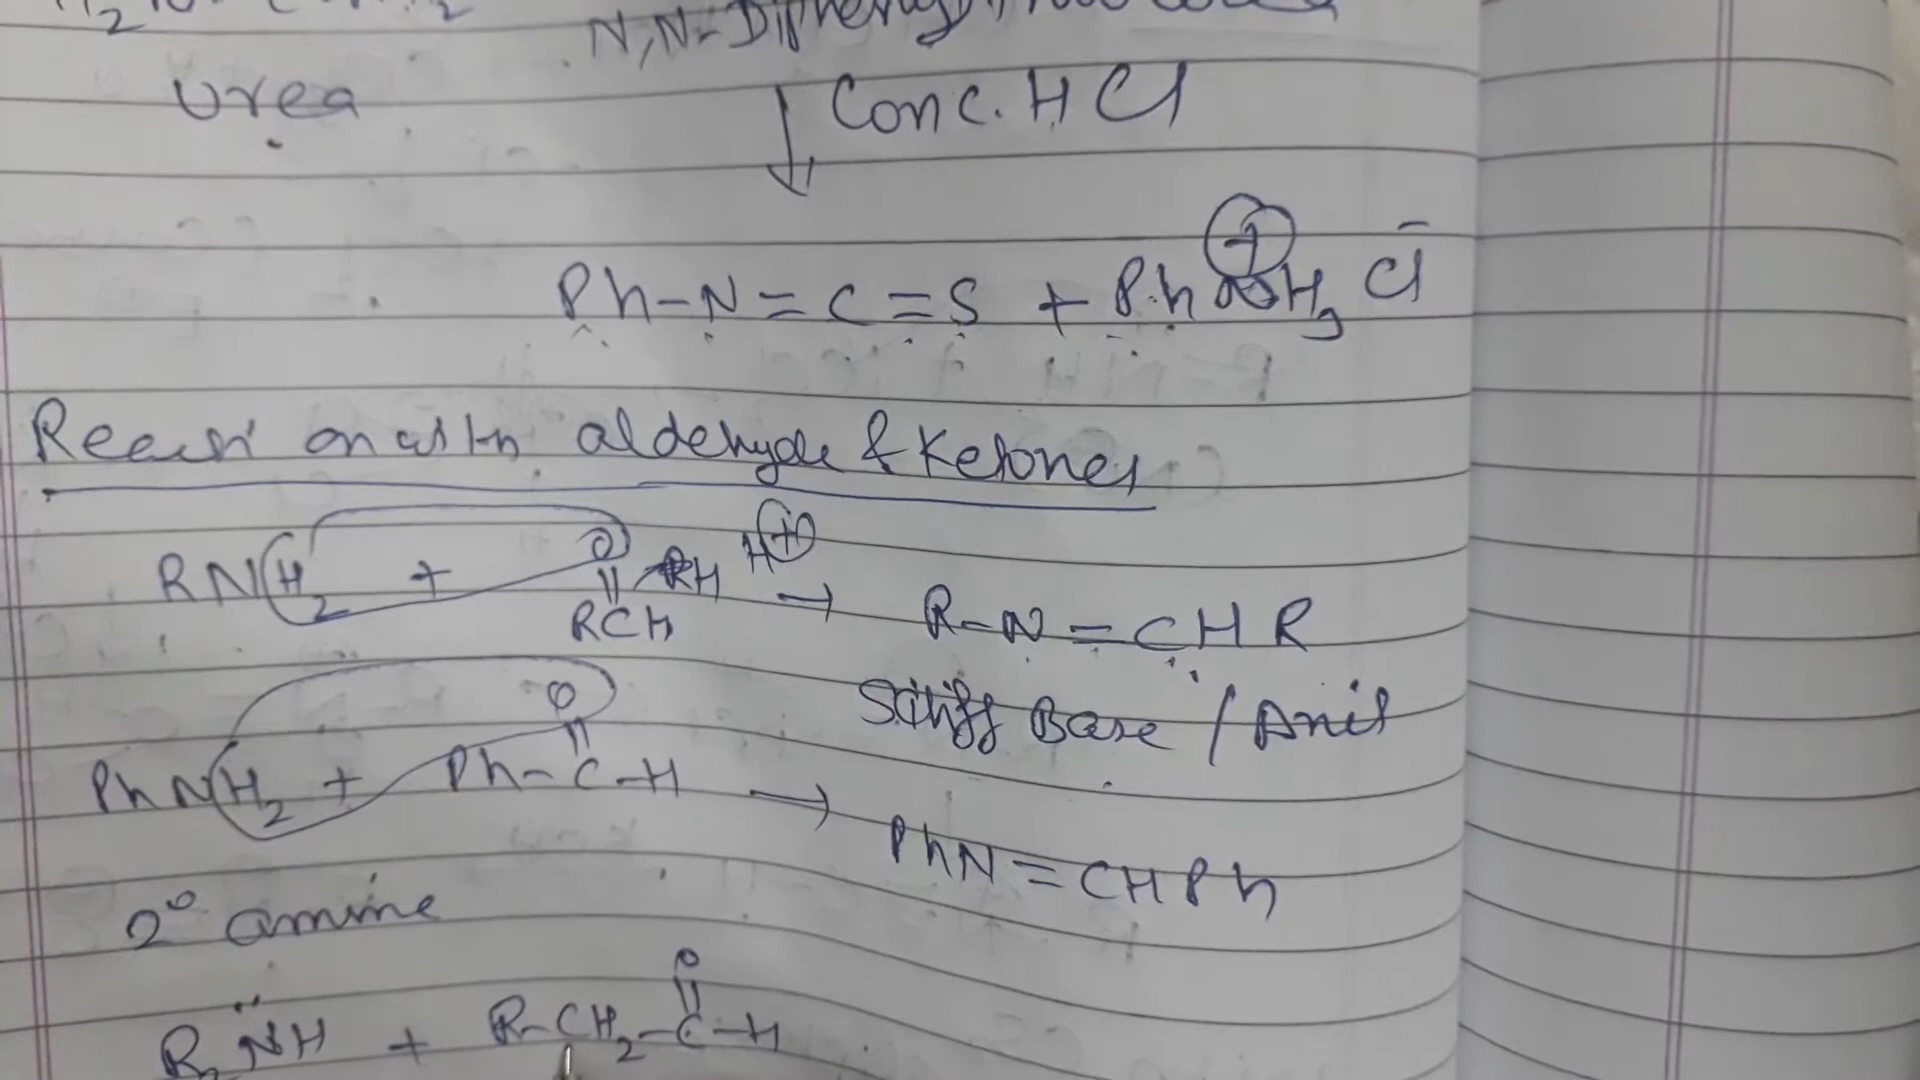 N,N-Diphenyl
Urea
Conc. HCl
Ph-N=C=S + PhNH3 Cl-
Reacn on with aldehyde & Ketones
RNH2 + RCH O H+ → R-N=CHR
Schiff Base / Anil
PhNH2 + Ph-C-H O → PhN=CHPh
2° amine
R2NH + R-CH2-C-H O